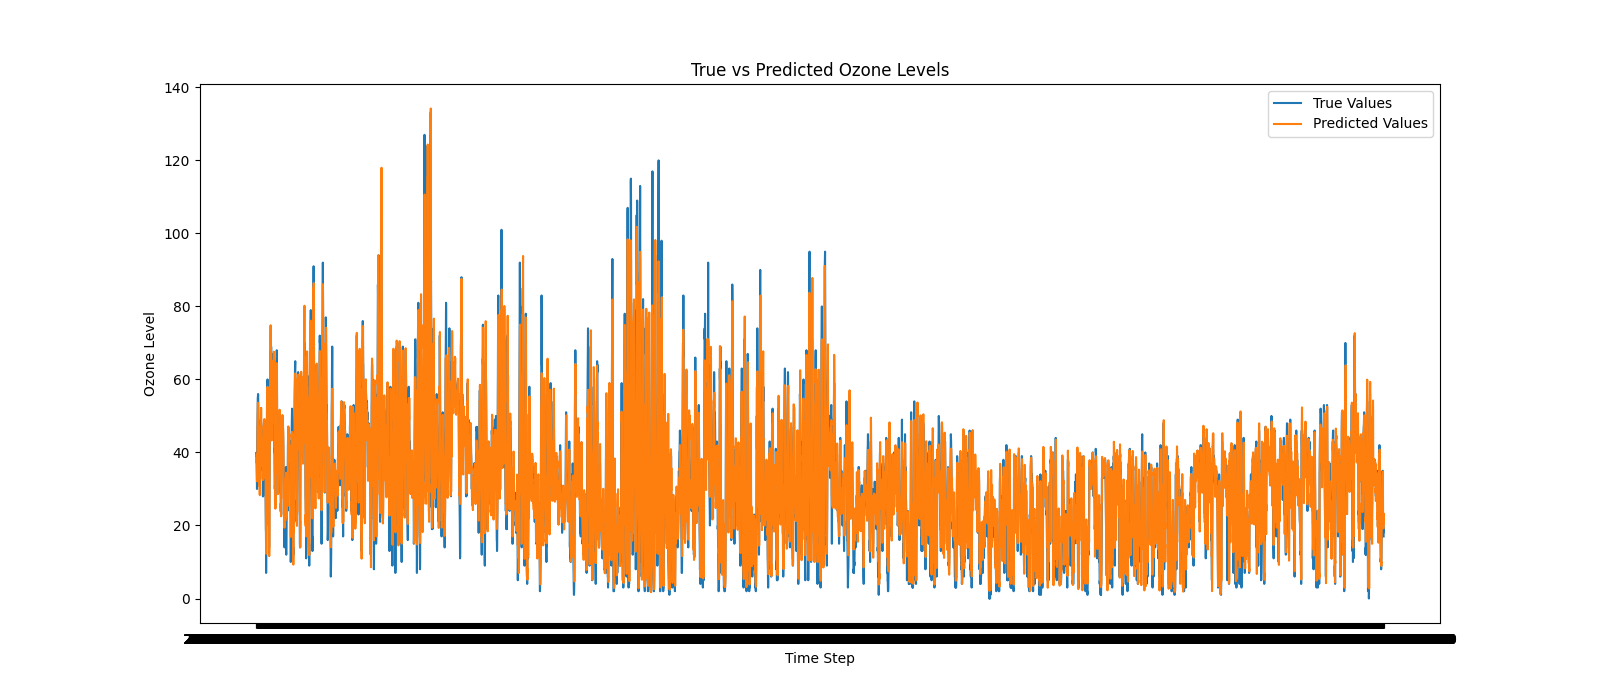 True vs Predicted Ozone Levels
140
120
100
80
60
40
20
0
Ozone Level
True Values
Predicted Values
Time Step